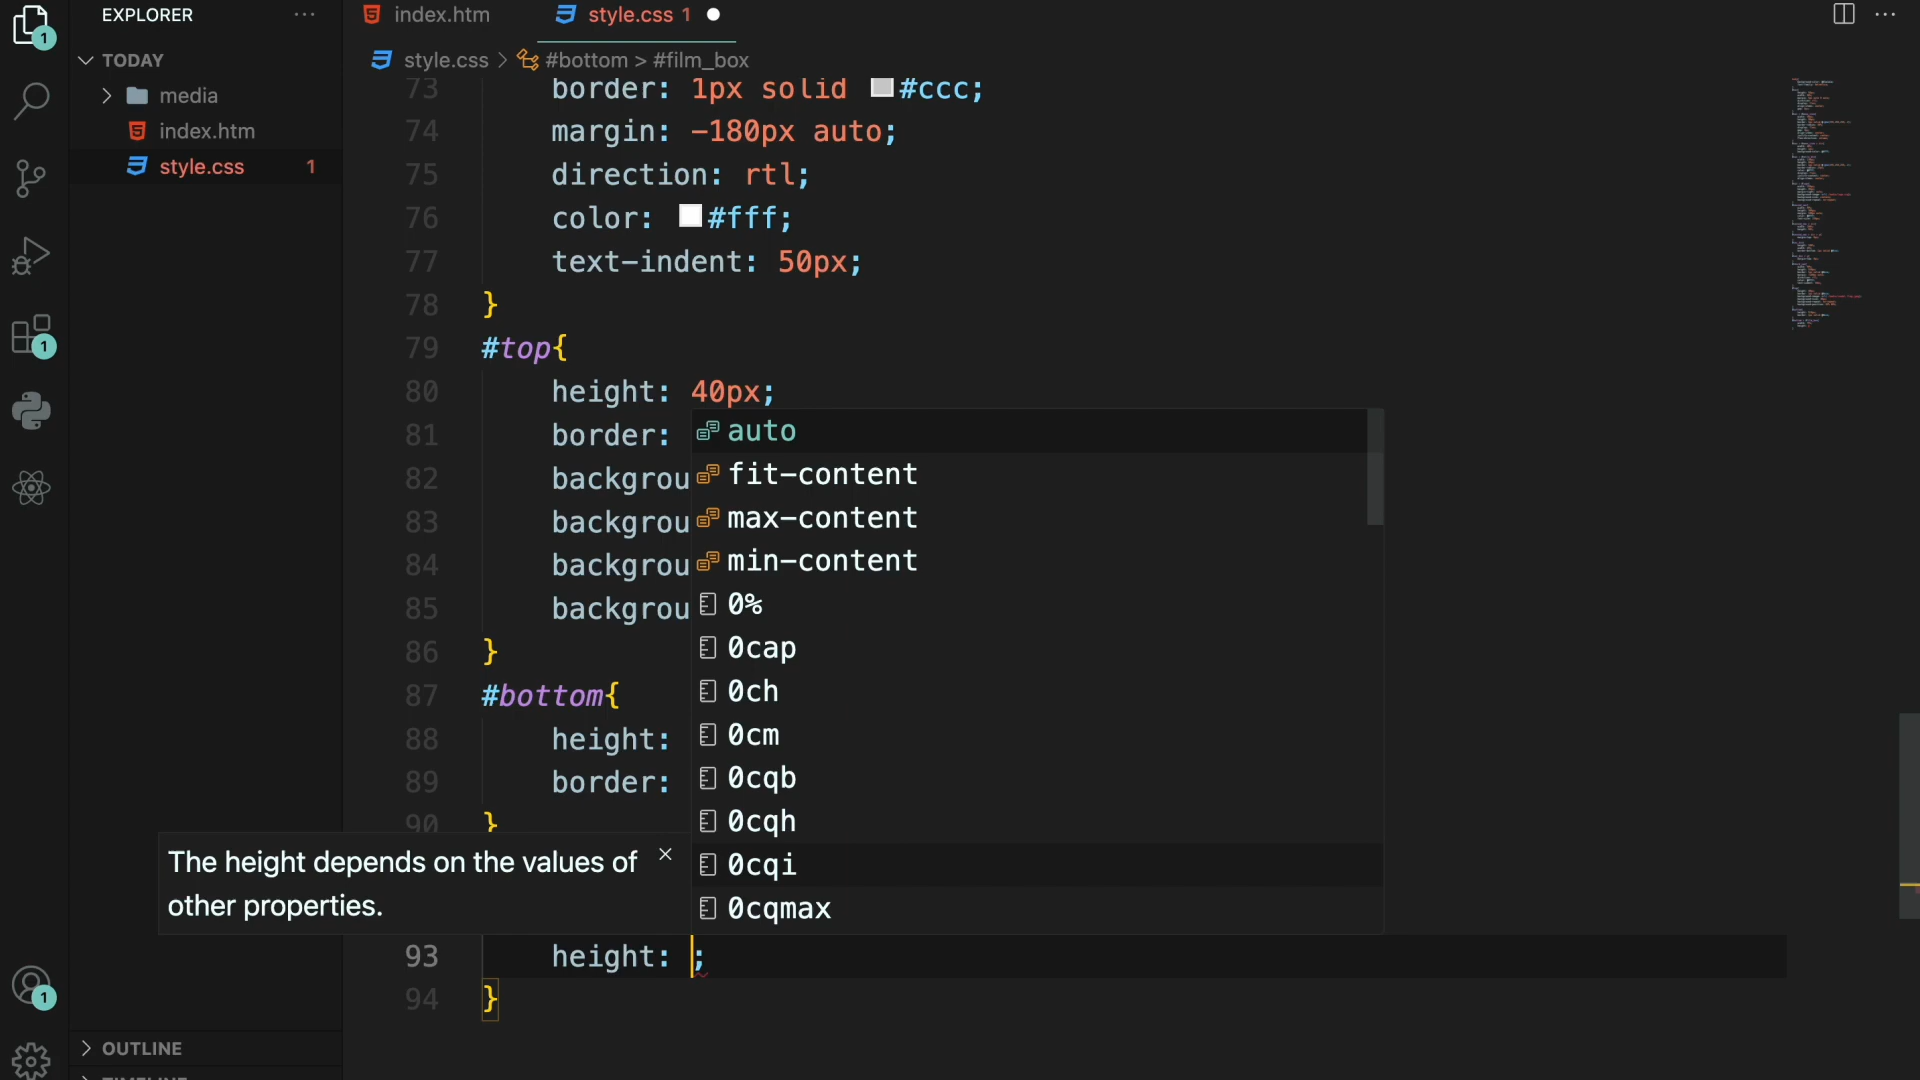 EXPLORER
TODAY
media
index.htm
style.css 1
OUTLINE
index.htm
style.css 1
style.css > #bottom > #film_box
73 border: 1px solid #ccc;
74 margin: -180px auto;
75 direction: rtl;
76 color: #fff;
77 text-indent: 50px;
78 }
79 #top{
80 height: 40px;
81 border:
82 backgrou
83 backgrou
84 backgrou
85 backgrou
86 }
87 #bottom{
88 height:
89 border:
90 }
auto
fit-content
max-content
min-content
0%
0cap
0ch
0cm
0cqb
0cqh
0cqi
0cqmax
The height depends on the values of
other properties.
93 height: ;
94 }
1
1
1